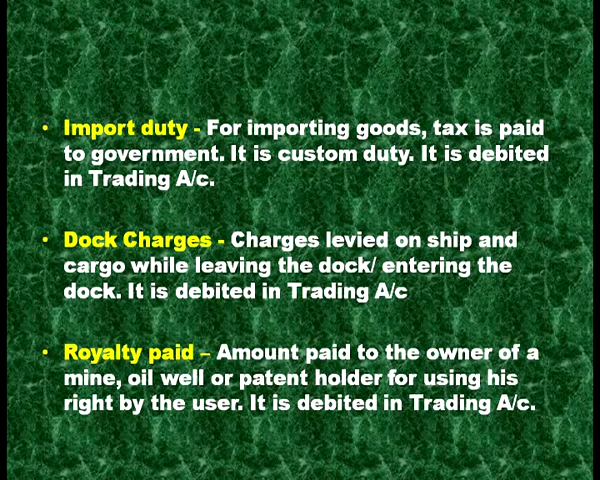 • Import duty - For importing goods, tax is paid
to government. It is custom duty. It is debited
in Trading A/c.
• Dock Charges - Charges levied on ship and
cargo while leaving the dock/ entering the
dock. It is debited in Trading A/c
• Royalty paid – Amount paid to the owner of a
mine, oil well or patent holder for using his
right by the user. It is debited in Trading A/c.